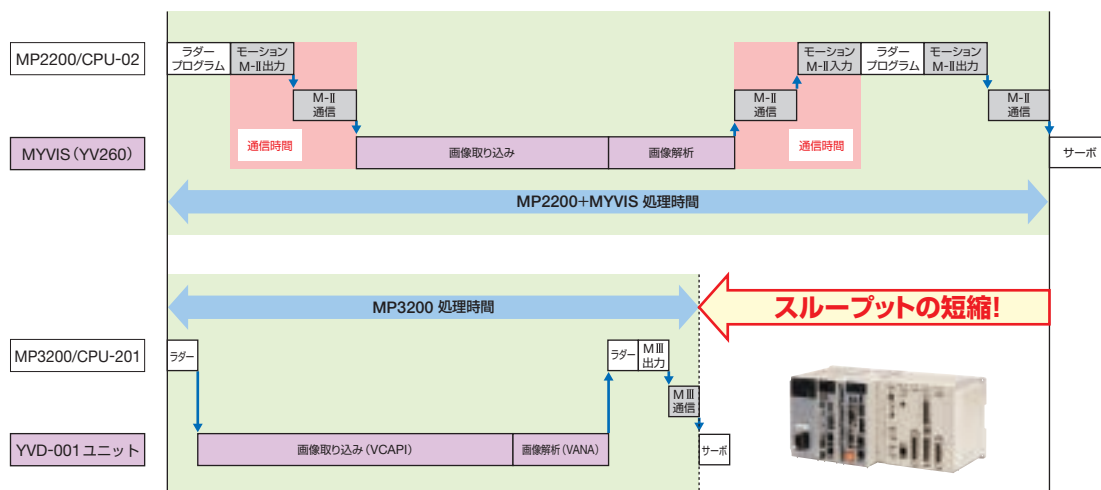 MP2200/CPU-02
ラダー
プログラム
モーション
M-Ⅱ出力
M-Ⅱ
通信
通信時間
MYVIS(YV260)
画像取り込み
画像解析
M-Ⅱ
通信
通信時間
モーション
M-Ⅱ入力
ラダー
プログラム
モーション
M-Ⅱ出力
M-Ⅱ
通信
サーボ
MP2200+MYVIS 処理時間
MP3200 処理時間
スループットの短縮!
MP3200/CPU-201
ラダー
ラダー
MⅢ
出力
MⅢ
通信
YVD-001ユニット
画像取り込み(VCAPI)
画像解析(VANA)
サーボ